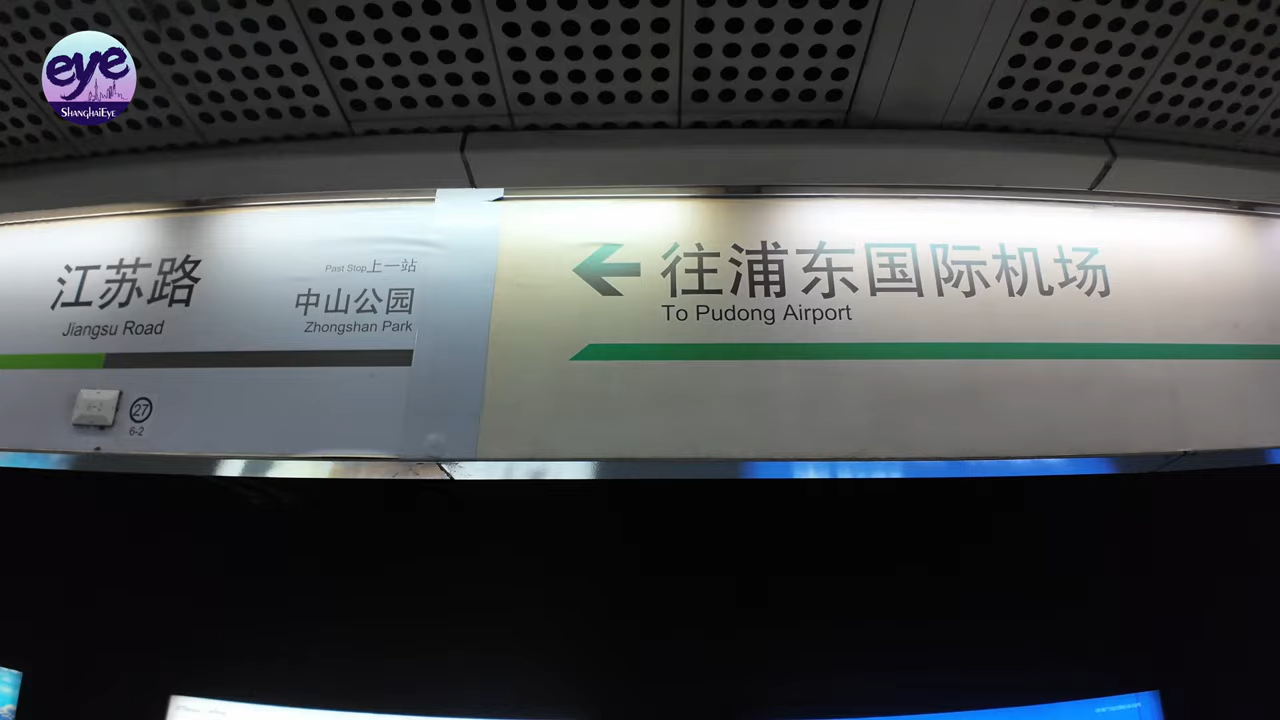 eye
ShanghaiEye
江苏路
Jiangsu Road
Past Stop上一站
中山公园
Zhongshan Park
27
6-2
往浦东国际机场
To Pudong Airport